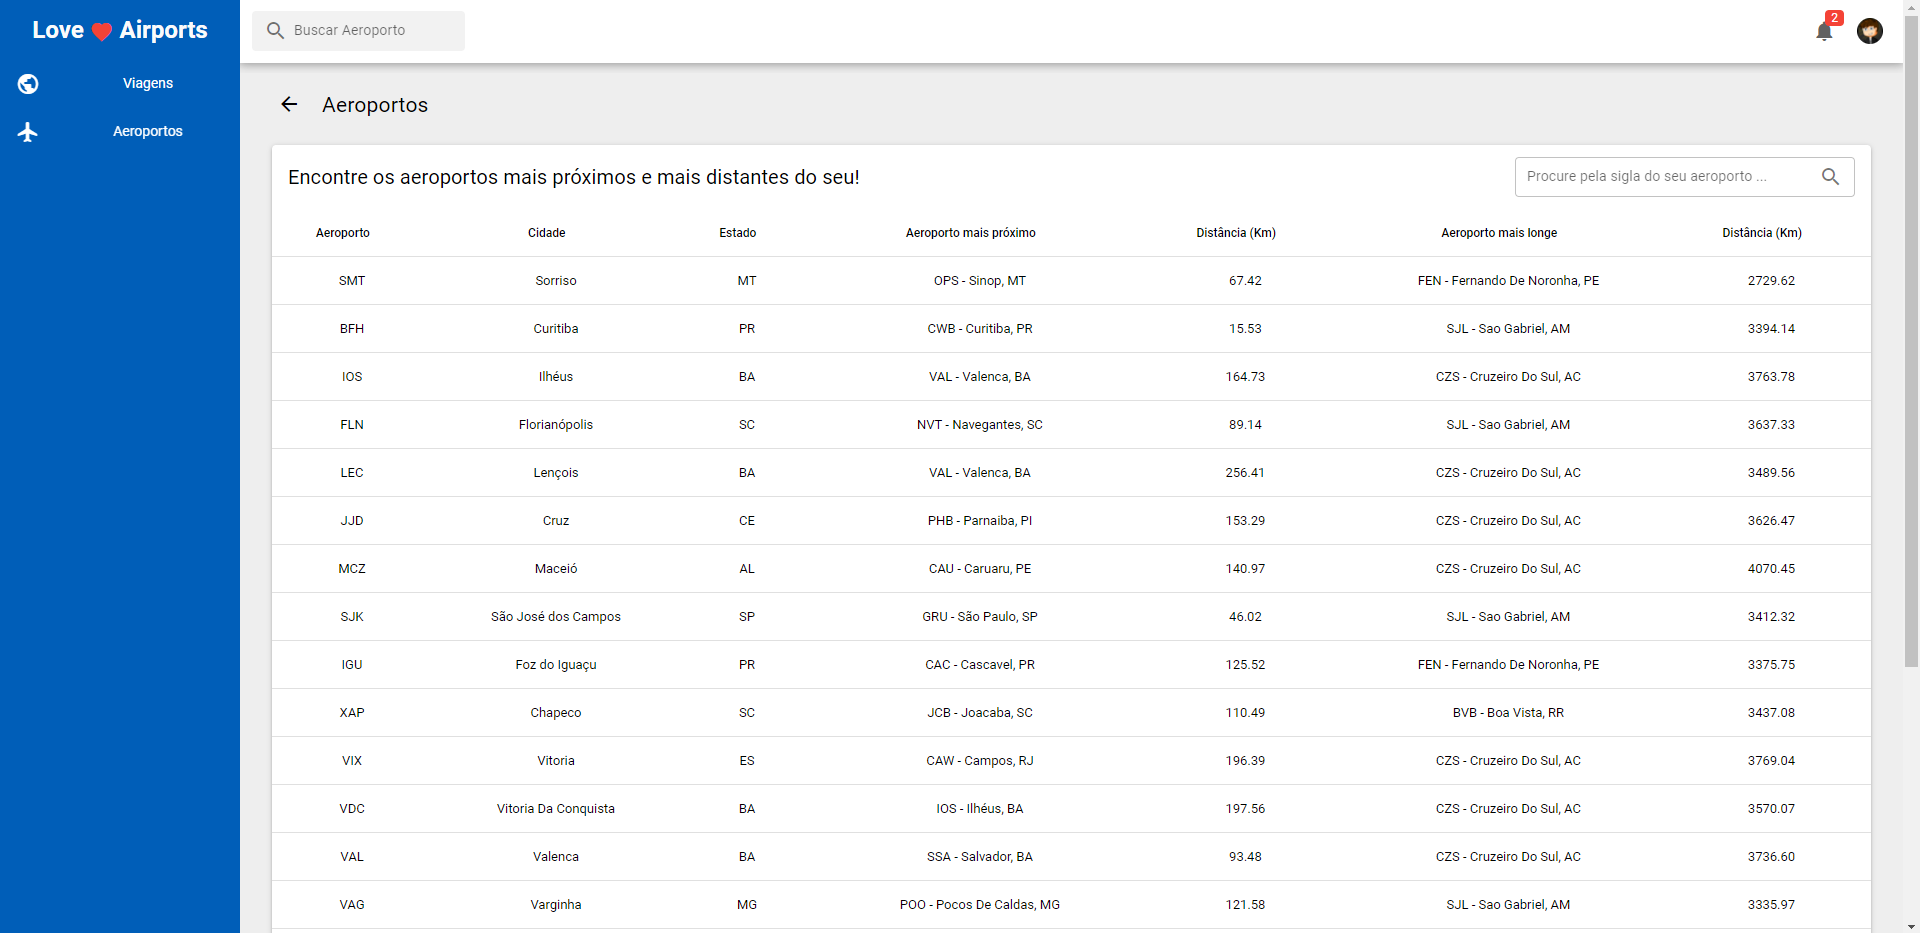 Love Airports
Viagens
Aeroportos
Buscar Aeroporto
2
Aeroportos
Encontre os aeroportos mais próximos e mais distantes do seu!
Procure pela sigla do seu aeroporto ...
Aeroporto Cidade Estado Aeroporto mais próximo Distância (Km) Aeroporto mais longe Distância (Km)
SMT Sorriso MT OPS - Sinop, MT 67.42 FEN - Fernando De Noronha, PE 2729.62
BFH Curitiba PR CWB - Curitiba, PR 15.53 SJL - Sao Gabriel, AM 3394.14
IOS Ilhéus BA VAL - Valenca, BA 164.73 CZS - Cruzeiro Do Sul, AC 3763.78
FLN Florianópolis SC NVT - Navegantes, SC 89.14 SJL - Sao Gabriel, AM 3637.33
LEC Lençois BA VAL - Valenca, BA 256.41 CZS - Cruzeiro Do Sul, AC 3489.56
JJD Cruz CE PHB - Parnaiba, PI 153.29 CZS - Cruzeiro Do Sul, AC 3626.47
MCZ Maceió AL CAU - Caruaru, PE 140.97 CZS - Cruzeiro Do Sul, AC 4070.45
SJK São José dos Campos SP GRU - São Paulo, SP 46.02 SJL - Sao Gabriel, AM 3412.32
IGU Foz do Iguaçu PR CAC - Cascavel, PR 125.52 FEN - Fernando De Noronha, PE 3375.75
XAP Chapeco SC JCB - Joacaba, SC 110.49 BVB - Boa Vista, RR 3437.08
VIX Vitoria ES CAW - Campos, RJ 196.39 CZS - Cruzeiro Do Sul, AC 3769.04
VDC Vitoria Da Conquista BA IOS - Ilhéus, BA 197.56 CZS - Cruzeiro Do Sul, AC 3570.07
VAL Valenca BA SSA - Salvador, BA 93.48 CZS - Cruzeiro Do Sul, AC 3736.60
VAG Varginha MG POO - Pocos De Caldas, MG 121.58 SJL - Sao Gabriel, AM 3335.97